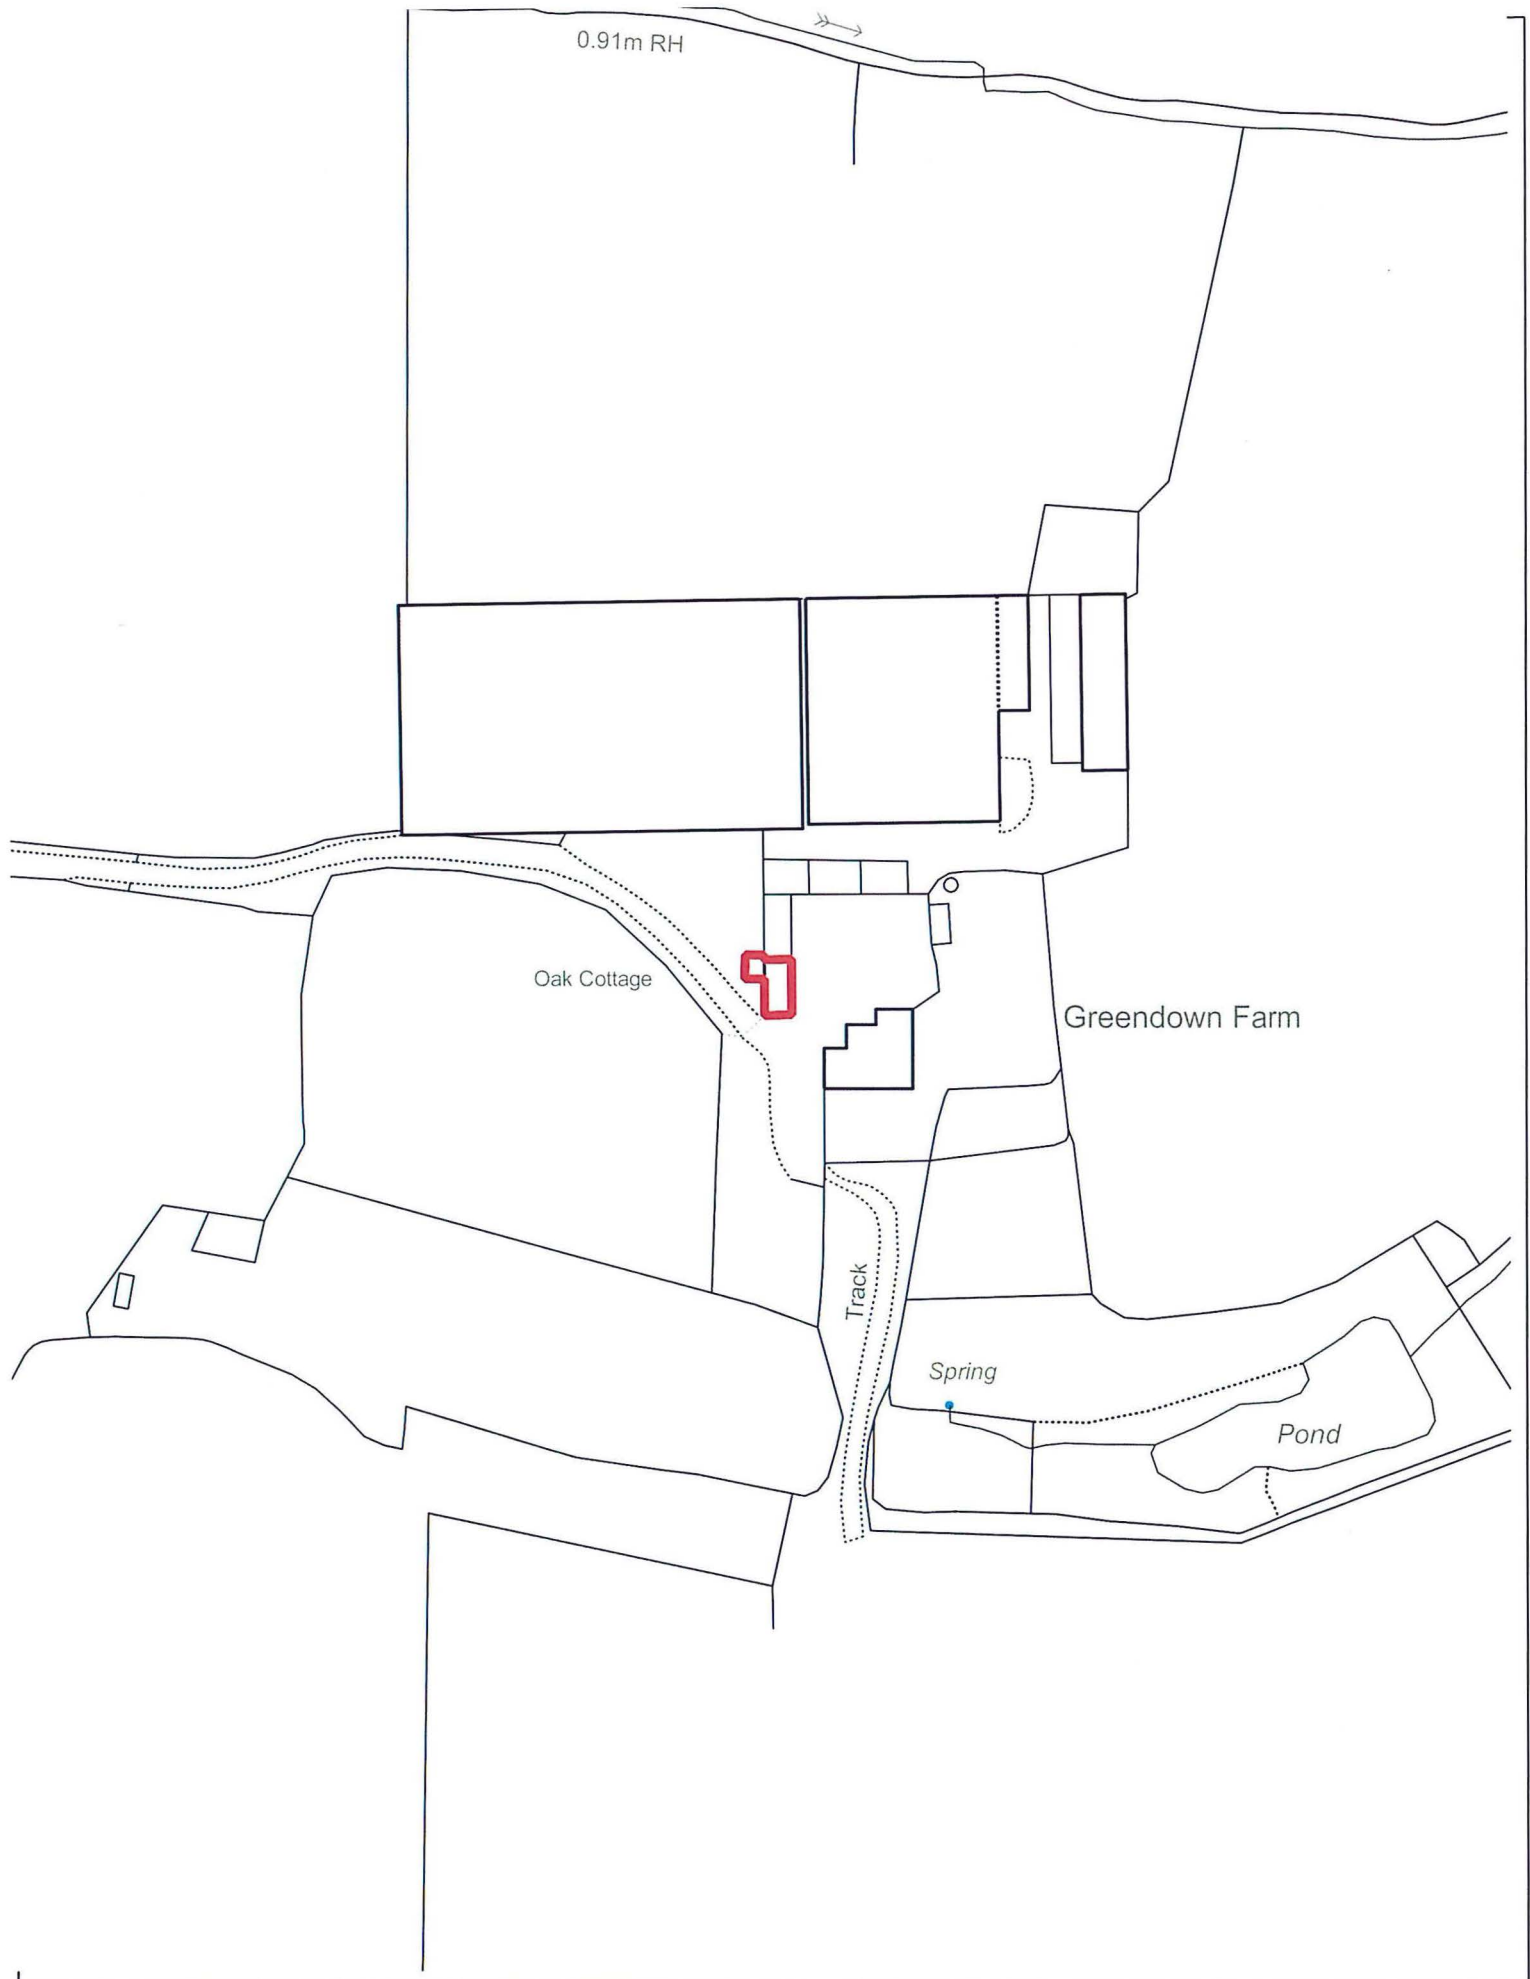 0.91m RH
Oak Cottage
Greendown Farm
Track
Spring
Pond